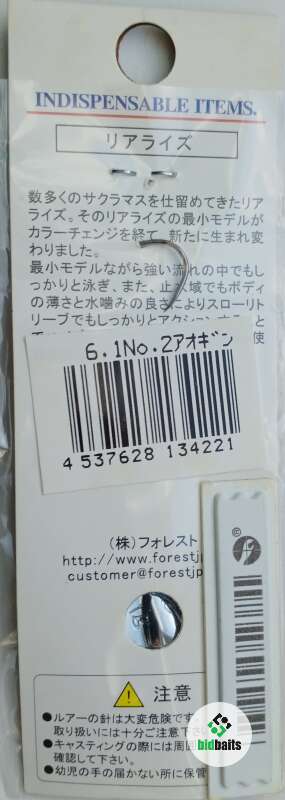 INDISPENSABLE ITEMS.
リアライズ
数多くのサクラマスを仕留めてきたリア
ライズ。そのリアライズの最小モデルが
カラーチェンジを経て、新たに生まれ変
わりました。
最小モデルながら強い流れの中でもし
っかりと泳ぎ、また、止水域でもボディ
の薄さと水噛みの良さによりスローリト
リーブでもしっかりとアクション
使
6.1No.2アオギン
4 537628 134221
(株)フォレスト
http://www.forestjp
customer@forestjp
注意
●ルアーの針は大変危険です
取り扱いには十分ご注意下さい
●キャスティングの際には周囲
確認して下さい。
●幼児の手の届かない所に保管
bidbaits